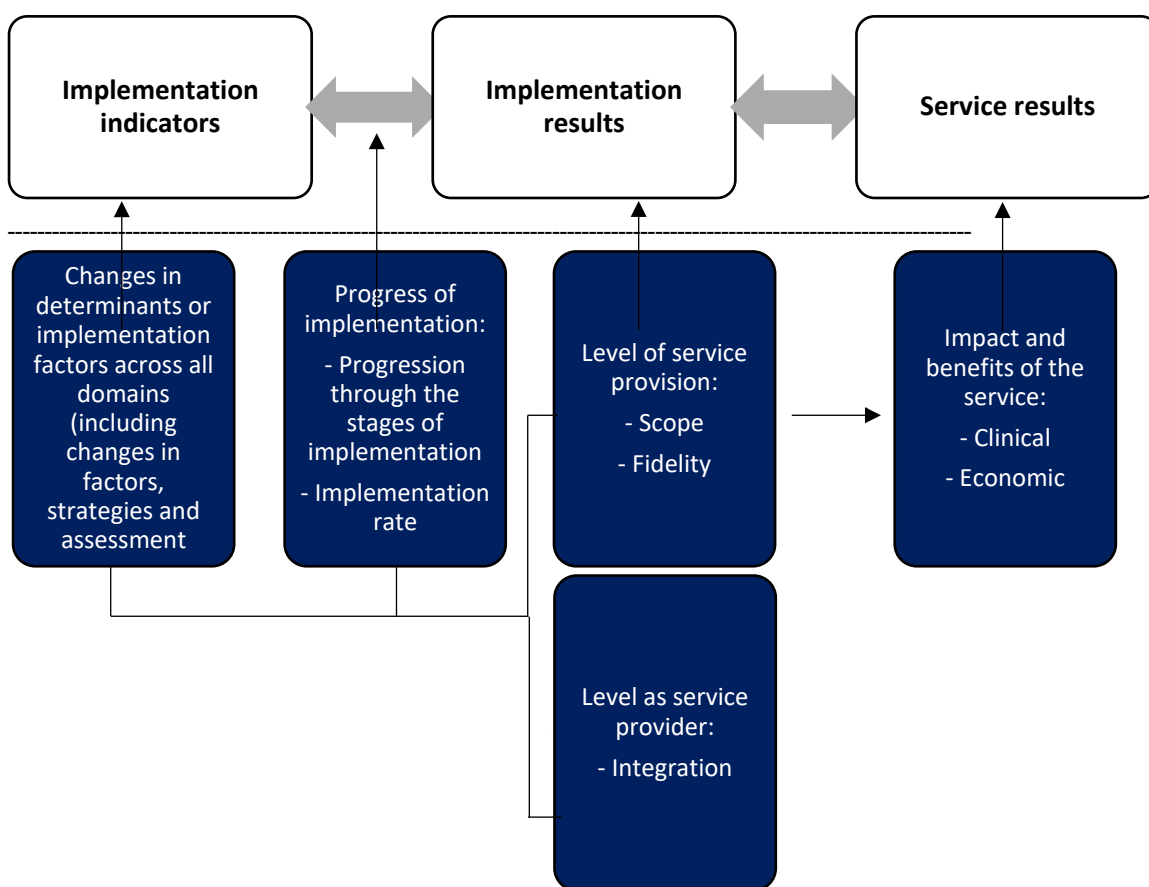 Implementation
indicators
Implementation
results
Service results
Changes in
determinants or
implementation
factors across all
domains
(including
changes in
factors,
strategies and
assessment
Progress of
implementation:
- Progression
through the
stages of
implementation
- Implementation
rate
Level of service
provision:
- Scope
- Fidelity
Impact and
benefits of the
service:
- Clinical
- Economic
Level as service
provider:
- Integration